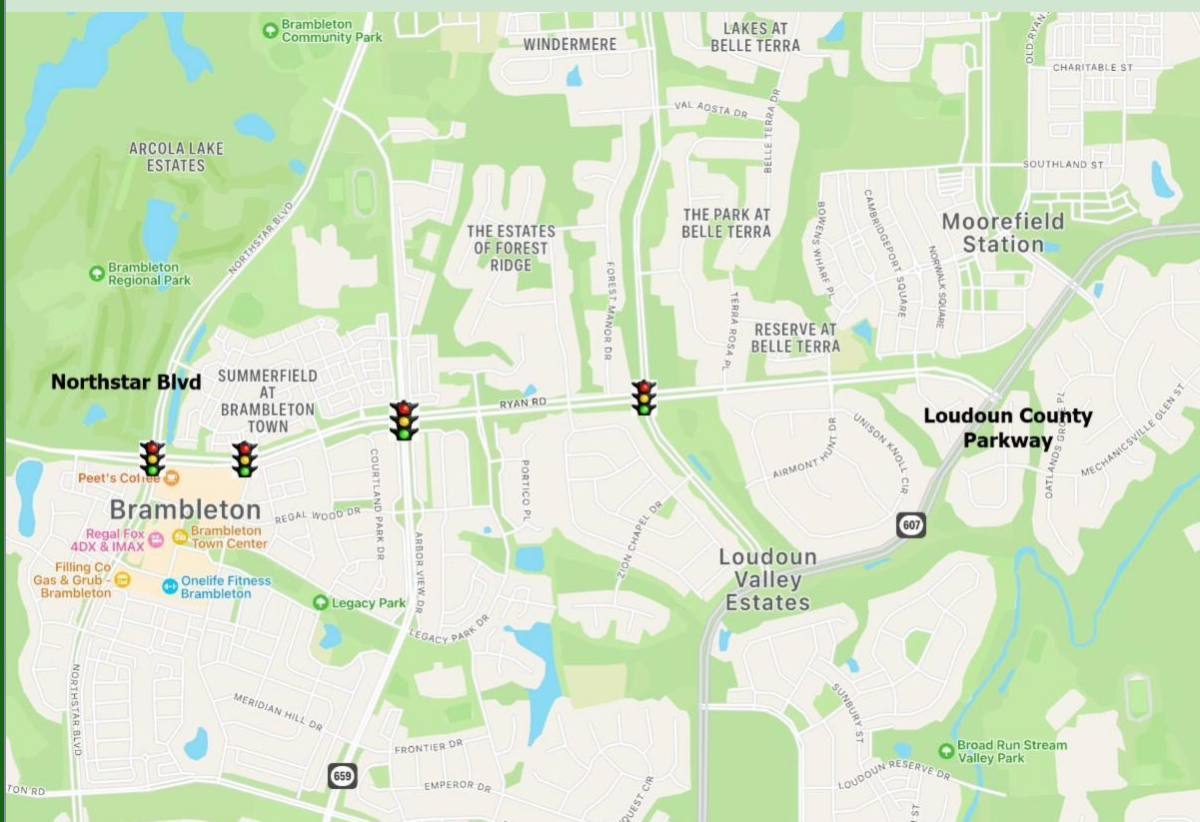 Brambleton
Community Park
WINDERMERE
LAKES AT
BELLE TERRA
OLD RYAN
CHARITABLE ST
VAL AOSTA DR
BELLE TERRA DR
ARCOLA LAKE
ESTATES
SOUTHLAND ST
NORTHSTAR BLVD
THE ESTATES
OF FOREST
RIDGE
THE PARK AT
BELLE TERRA
BOWENS WHARF PL
CAMBRIDGEPORT SQUARE
NORWALK SQUARE
Moorefield
Station
Brambleton
Regional Park
FOREST MANOR DR
TERRA ROSA PL
RESERVE AT
BELLE TERRA
Northstar Blvd
SUMMERFIELD
AT
BRAMBLETON
TOWN
RYAN RD
Loudoun County
Parkway
OATLANDS GROVE PL
MECHANICSVILLE GLEN ST
AIRMONT HUNT DR
UNISON KNOLL CIR
Peet's Coffee
Brambleton
REGAL WOOD DR
COURTLAND PARK DR
PORTICO PL
607
Regal Fox
4DX & IMAX
Brambleton
Town Center
ARBOR VIEW DR
ZION CHAPEL DR
Loudoun
Valley
Estates
Filling Co
Gas & Grub -
Brambleton
Onelife Fitness
Brambleton
Legacy Park
LEGACY PARK DR
NORTHSTAR BLVD
MERIDIAN HILL DR
SUNBURY ST
FRONTIER DR
Broad Run Stream
Valley Park
659
EMPEROR DR
LOUDOUN RESERVE DR
TON RD
QUEST CIR
ST